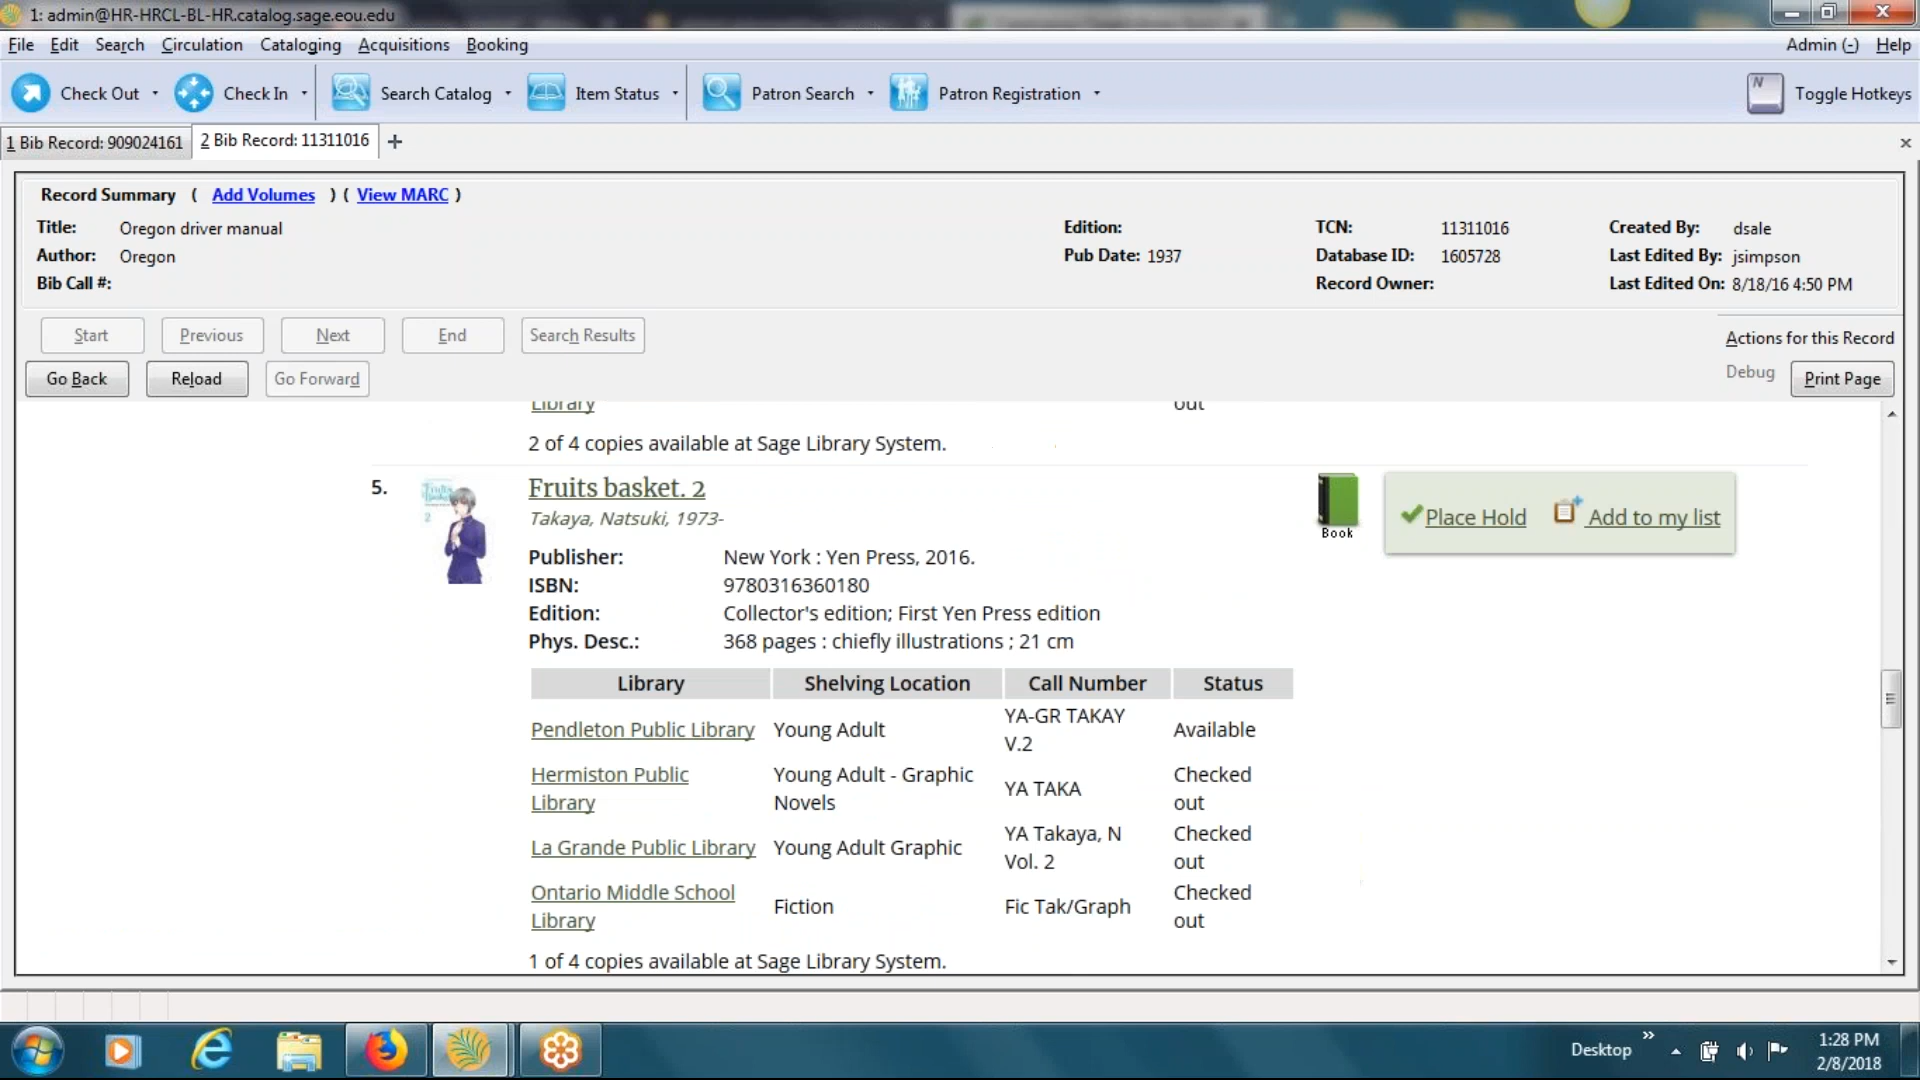 1: admin@HR-HRCL-BL-HR.catalog.sage.eou.edu
File Edit Search Circulation Cataloging Acquisitions Booking Admin (-) Help
Check Out Check In Search Catalog Item Status Patron Search Patron Registration Toggle Hotkeys
1 Bib Record: 909024161 2 Bib Record: 11311016 +
Record Summary ( Add Volumes ) ( View MARC )
Title: Oregon driver manual Edition: TCN: 11311016 Created By: dsale
Author: Oregon Pub Date: 1937 Database ID: 1605728 Last Edited By: jsimpson
Bib Call #: Record Owner: Last Edited On: 8/18/16 4:50 PM
Start Previous Next End Search Results Actions for this Record
Go Back Reload Go Forward Debug Print Page
Library out
2 of 4 copies available at Sage Library System.
5. Fruits basket. 2
Takaya, Natsuki, 1973-
Book
Place Hold Add to my list
Publisher: New York : Yen Press, 2016.
ISBN: 9780316360180
Edition: Collector's edition; First Yen Press edition
Phys. Desc.: 368 pages : chiefly illustrations ; 21 cm
Library Shelving Location Call Number Status
Pendleton Public Library Young Adult YA-GR TAKAY V.2 Available
Hermiston Public Library Young Adult - Graphic Novels YA TAKA Checked out
La Grande Public Library Young Adult Graphic YA Takaya, N Vol. 2 Checked out
Ontario Middle School Library Fiction Fic Tak/Graph Checked out
1 of 4 copies available at Sage Library System.
Desktop
1:28 PM
2/8/2018